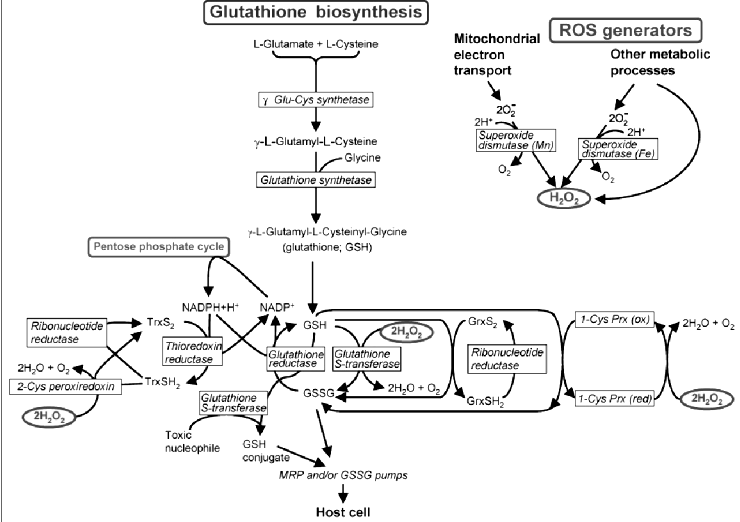 Glutathione biosynthesis
L-Glutamate + L-Cysteine
γ Glu-Cys synthetase
γ-L-Glutamyl-L-Cysteine
Glycine
Glutathione synthetase
γ-L-Glutamyl-L-Cysteinyl-Glycine
(glutathione; GSH)
ROS generators
Mitochondrial
electron
transport
Other metabolic
processes
2O₂⁻
2H⁺
Superoxide
dismutase (Mn)
O₂
2O₂⁻
2H⁺
Superoxide
dismutase (Fe)
O₂
H₂O₂
Pentose phosphate cycle
NADPH+H⁺
NADP⁺
Ribonucleotide
reductase
TrxS₂
Thioredoxin
reductase
2H₂O + O₂
2-Cys peroxiredoxin
TrxSH₂
2H₂O₂
GSH
Glutathione
reductase
2H₂O₂
Glutathione
S-transferase
2H₂O + O₂
GSSG
Glutathione
S-transferase
Toxic
nucleophile
GSH
conjugate
GrxS₂
Ribonucleotide
reductase
GrxSH₂
1-Cys Prx (ox)
2H₂O + O₂
1-Cys Prx (red)
2H₂O₂
MRP and/or GSSG pumps
Host cell